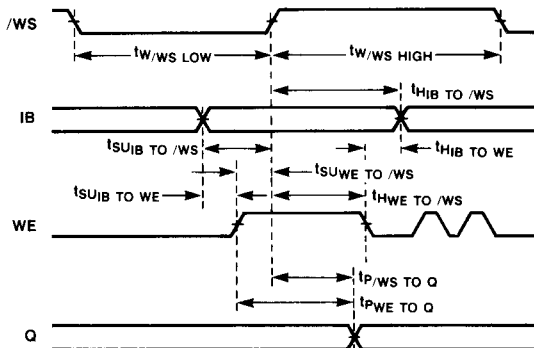 /WS
tW/WS LOW
tW/WS HIGH
tHIB TO /WS
IB
tSUIB TO /WS
tHIB TO WE
tSUWE TO /WS
tSUIB TO WE
tHWE TO /WS
WE
tP/WS TO Q
tPWE TO Q
Q